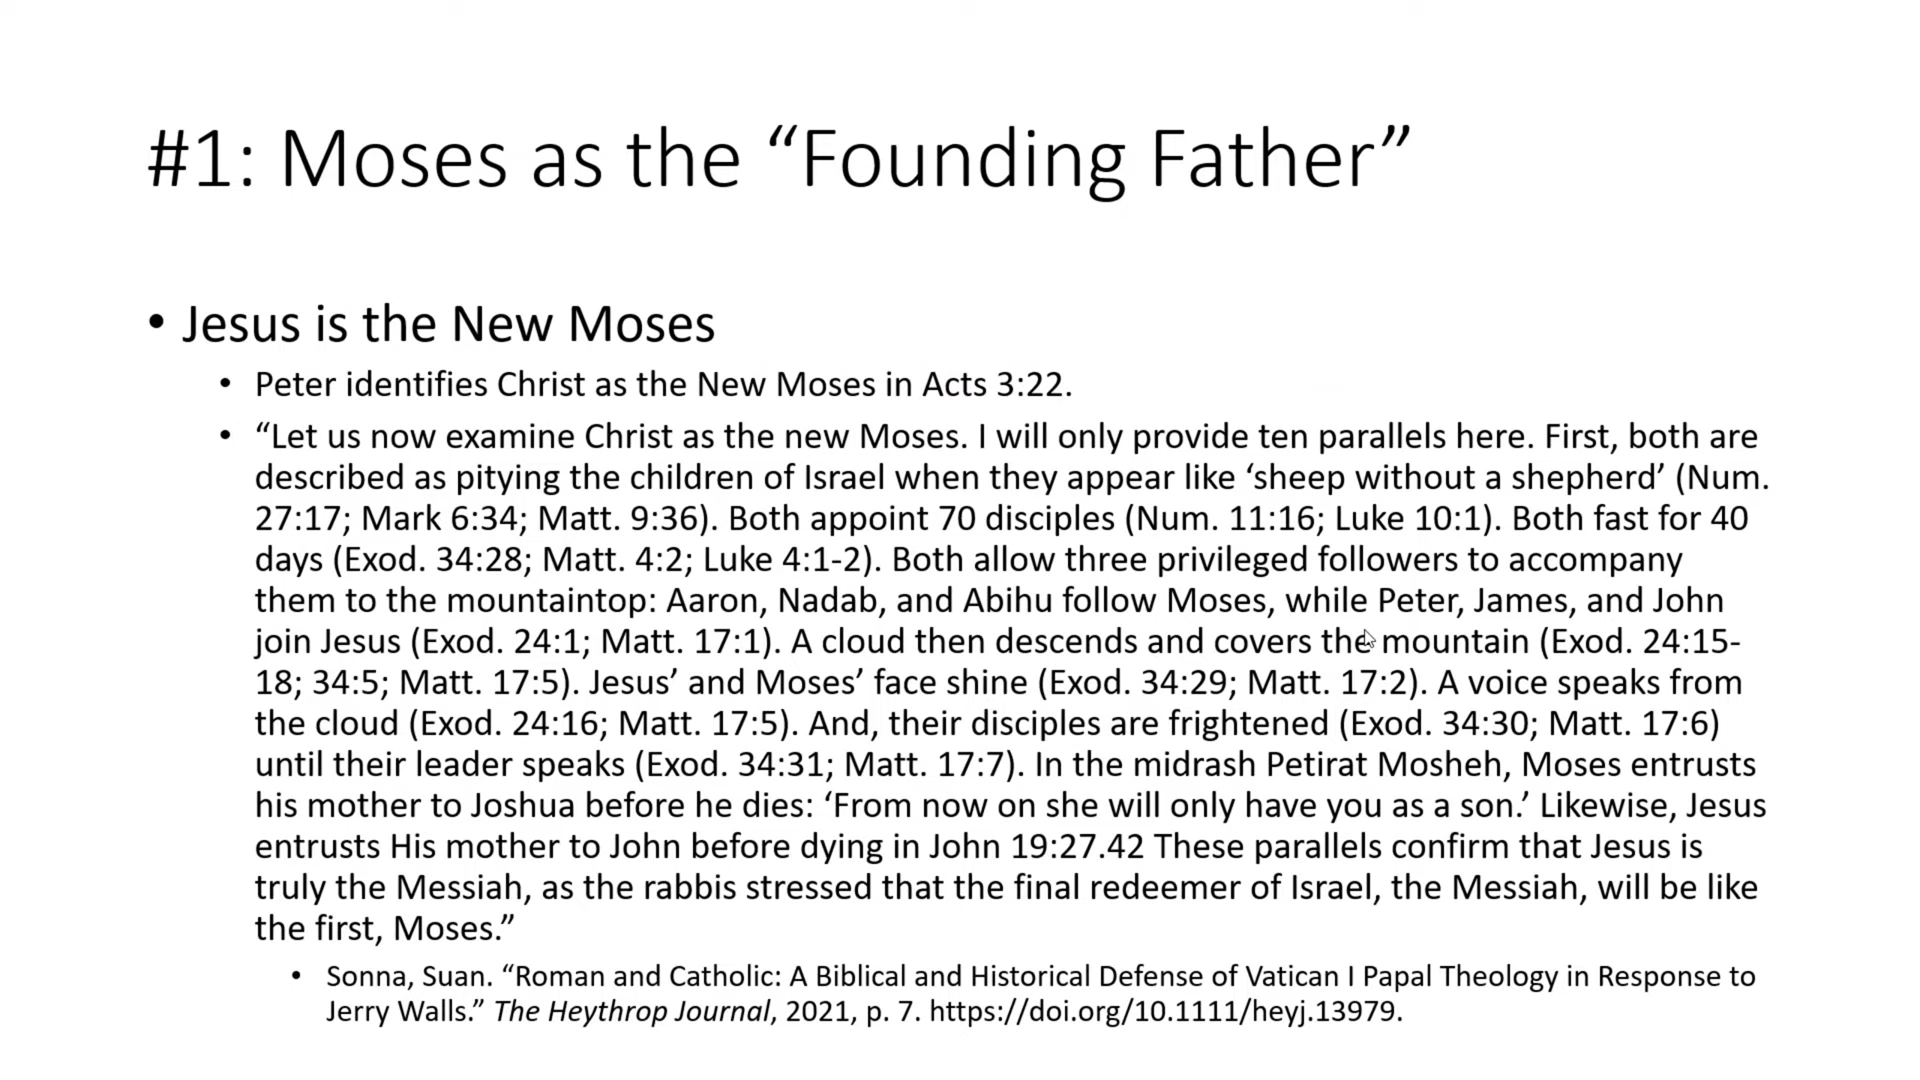 #1: Moses as the “Founding Father”
• Jesus is the New Moses
• Peter identifies Christ as the New Moses in Acts 3:22.
• “Let us now examine Christ as the new Moses. I will only provide ten parallels here. First, both are
described as pitying the children of Israel when they appear like ‘sheep without a shepherd’ (Num.
27:17; Mark 6:34; Matt. 9:36). Both appoint 70 disciples (Num. 11:16; Luke 10:1). Both fast for 40
days (Exod. 34:28; Matt. 4:2; Luke 4:1-2). Both allow three privileged followers to accompany
them to the mountaintop: Aaron, Nadab, and Abihu follow Moses, while Peter, James, and John
join Jesus (Exod. 24:1; Matt. 17:1). A cloud then descends and covers the mountain (Exod. 24:15-
18; 34:5; Matt. 17:5). Jesus’ and Moses’ face shine (Exod. 34:29; Matt. 17:2). A voice speaks from
the cloud (Exod. 24:16; Matt. 17:5). And, their disciples are frightened (Exod. 34:30; Matt. 17:6)
until their leader speaks (Exod. 34:31; Matt. 17:7). In the midrash Petirat Mosheh, Moses entrusts
his mother to Joshua before he dies: ‘From now on she will only have you as a son.’ Likewise, Jesus
entrusts His mother to John before dying in John 19:27.42 These parallels confirm that Jesus is
truly the Messiah, as the rabbis stressed that the final redeemer of Israel, the Messiah, will be like
the first, Moses.”
• Sonna, Suan. “Roman and Catholic: A Biblical and Historical Defense of Vatican I Papal Theology in Response to
Jerry Walls.” The Heythrop Journal, 2021, p. 7. https://doi.org/10.1111/heyj.13979.